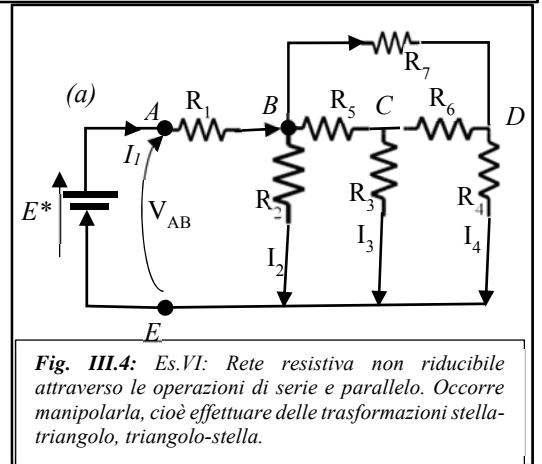 R7
(a)
A
R1
B
R5
C
R6
D
I1
E*
VAB
R2
R3
R4
I2
I3
I4
E
Fig. III.4: Es.VI: Rete resistiva non riducibile
attraverso le operazioni di serie e parallelo. Occorre
manipolarla, cioè effettuare delle trasformazioni stella-
triangolo, triangolo-stella.